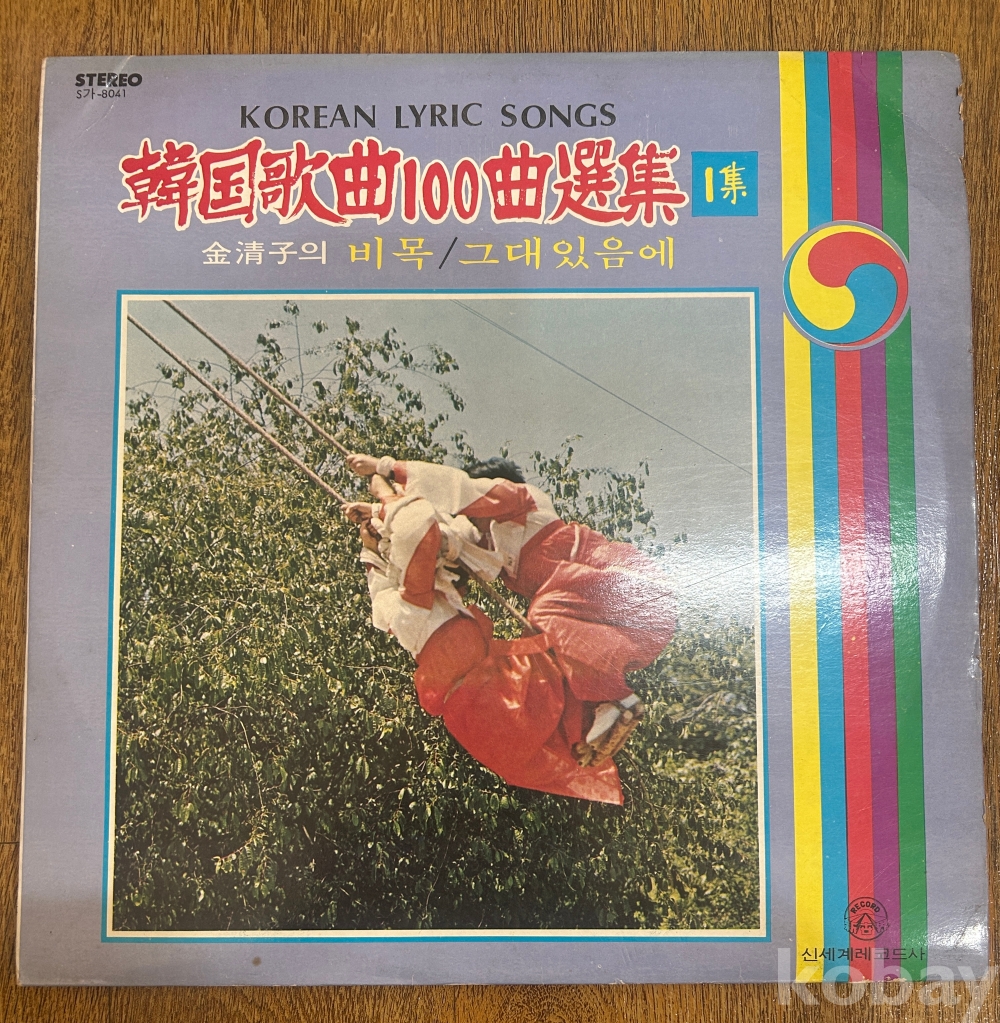 STEREO
S가-8041
KOREAN LYRIC SONGS
韓国歌曲100曲選集 1集
金清子의 비목/그대있음에
RECORD
신세계레코드사
kobay